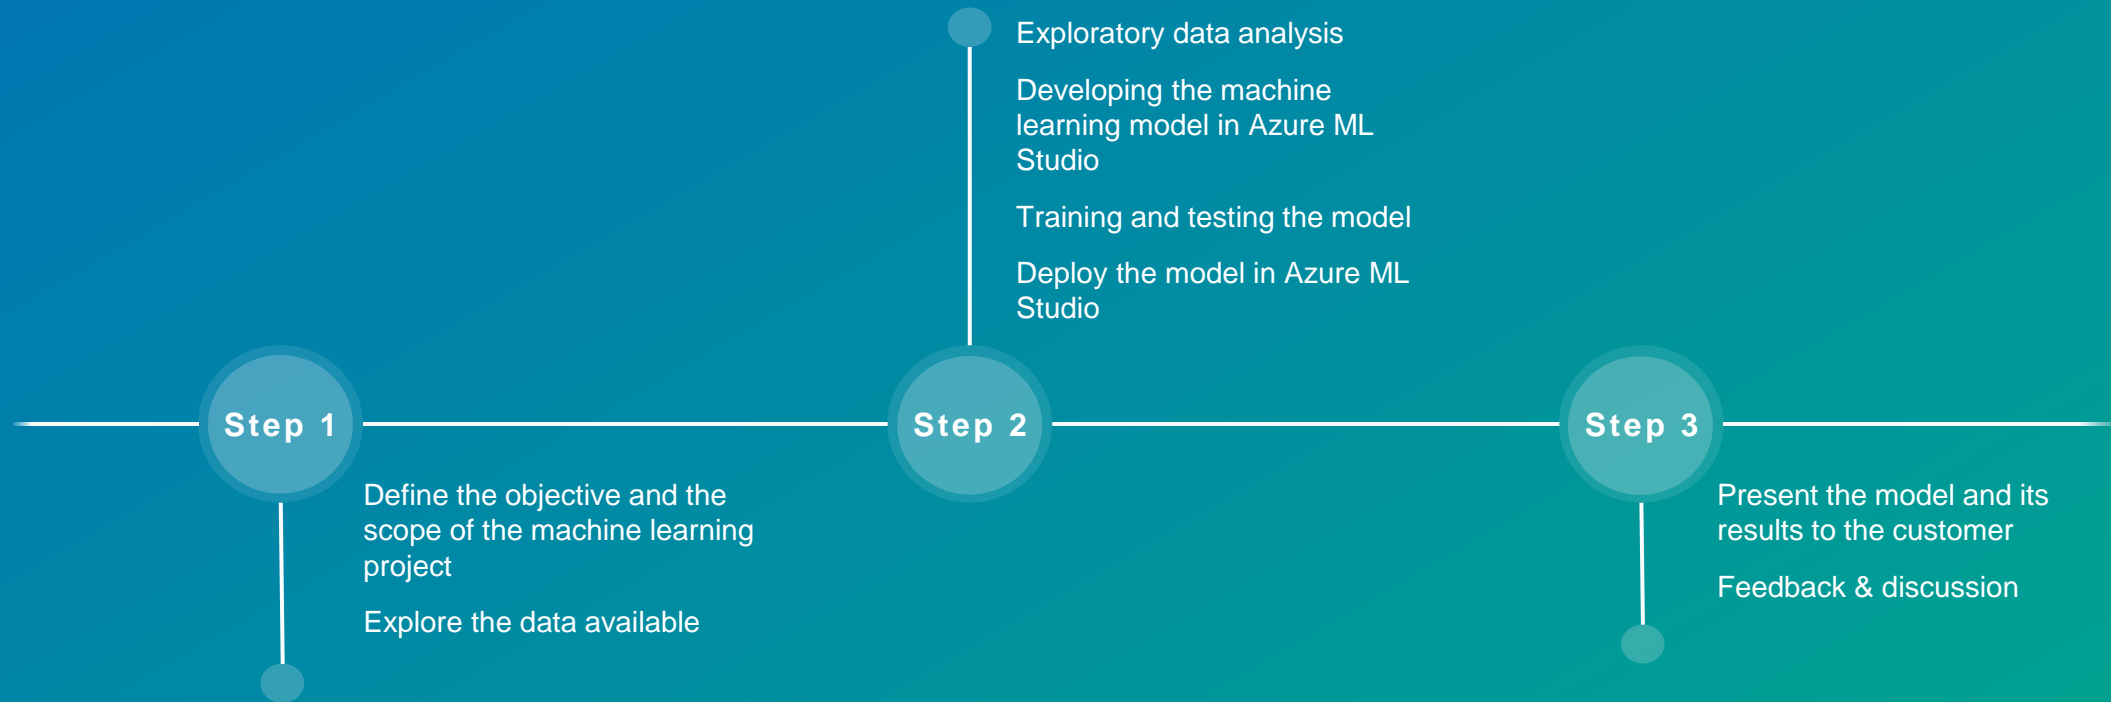 Step 1
Define the objective and the
scope of the machine learning
project
Explore the data available
Step 2
Exploratory data analysis
Developing the machine
learning model in Azure ML
Studio
Training and testing the model
Deploy the model in Azure ML
Studio
Step 3
Present the model and its
results to the customer
Feedback & discussion